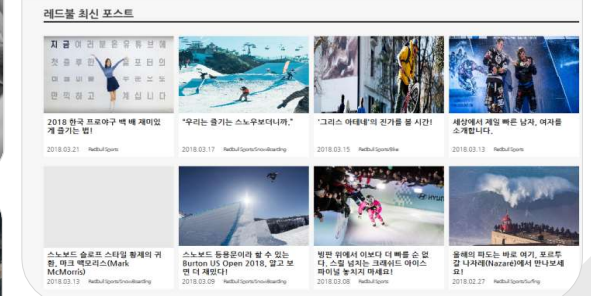 레드불 최신 포스트
지금 여러분은 유튜브에
2018 한국 프로야구 백 배 재미있
게 즐기는 법!
2018.03.21 Redbull Sports
"우리는 즐기는 스노우보더니까."
2018.03.17 Redbull Sports/SnowBoarding
'그리스 아테네'의 진가를 볼 시간!
2018.03.15 Redbull Sports/Bike
세상에서 제일 빠른 남자, 여자를
소개합니다.
2018.03.13 Redbull Sports
스노보드 슬로프 스타일 황제의 귀
환, 마크 맥모리스(Mark
McMorris)
2018.03.13 Redbull Sports/SnowBoarding
스노보드 등용문이라 할 수 있는
Burton US Open 2018, 알고 보
면 더 재밌다!
2018.03.09 Redbull Sports/SnowBoarding
빙판 위에서 이보다 더 빠를 순 없
다, 스릴 넘치는 크래쉬드 아이스
파이널 놓치지 마세요!
2018.03.08 Redbull Sports
올해의 파도는 바로 여기, 포르투
갈 나자레(Nazaré)에서 만나보세
요!
2018.02.27 Redbull Sports/Surfing